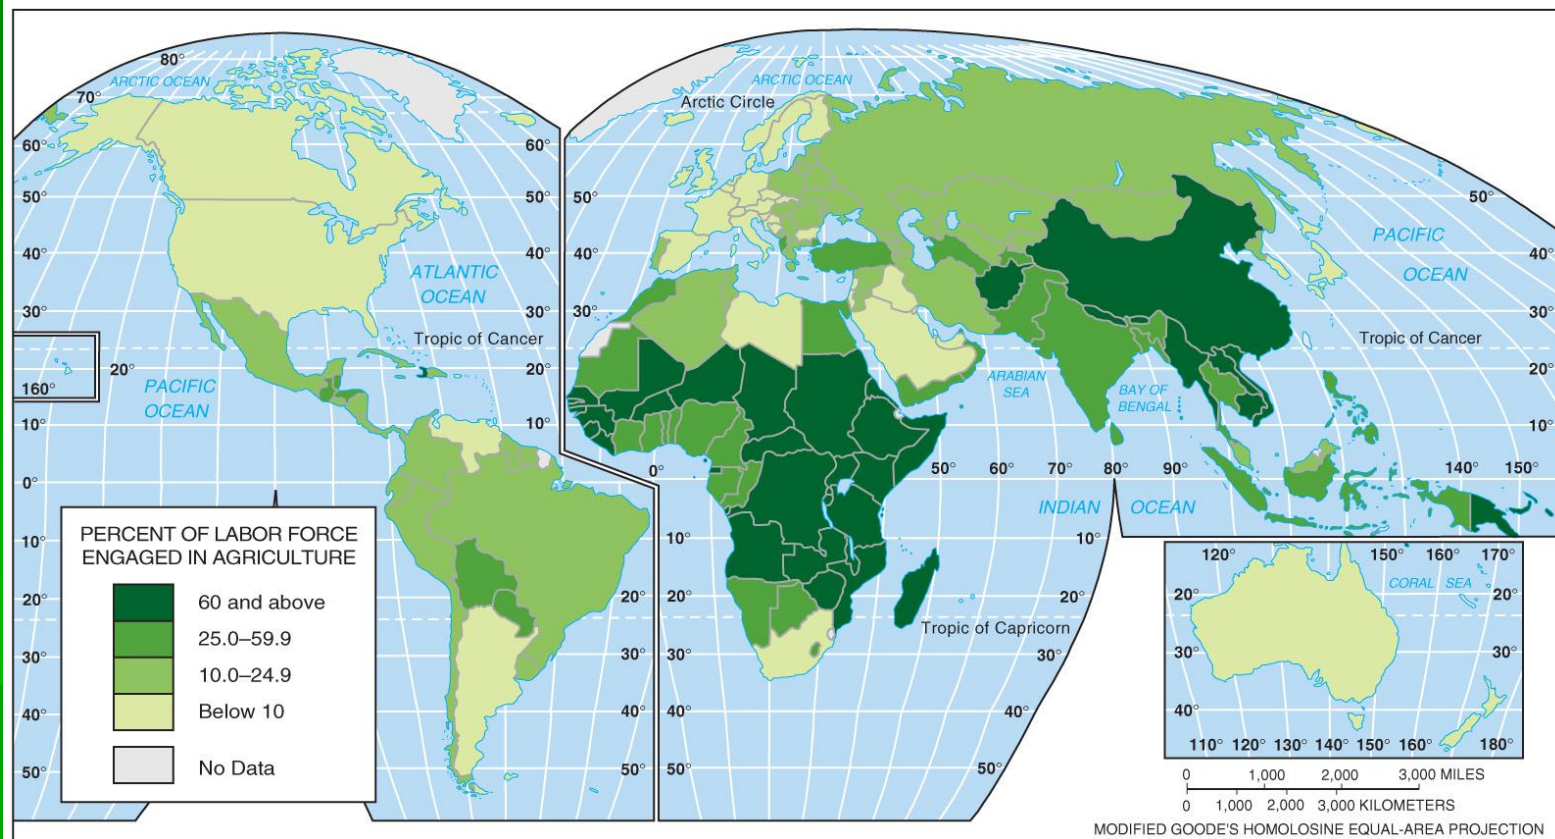 80°
ARCTIC OCEAN
70°
60°
50°
40°
30°
160°
20°
PACIFIC
OCEAN
ATLANTIC
OCEAN
60°
50°
40°
30°
Tropic of Cancer
20°
10°
10°
0°
10°
20°
30°
40°
50°
20°
30°
40°
50°
PERCENT OF LABOR FORCE
ENGAGED IN AGRICULTURE
60 and above
25.0–59.9
10.0–24.9
Below 10
No Data
ARCTIC OCEAN
Arctic Circle
50°
40°
30°
0°
10°
20°
30°
40°
50°
50°
60°
70°
80°
90°
140°
150°
ARABIAN
SEA
BAY OF
BENGAL
INDIAN
OCEAN
10°
20°
Tropic of Capricorn
30°
40°
50°
PACIFIC
OCEAN
50°
40°
30°
Tropic of Cancer
20°
10°
10°
120°
150°
160°
170°
CORAL SEA
20°
20°
30°
30°
40°
40°
110°
120°
130°
140°
150°
160°
180°
0
1,000
2,000
3,000 MILES
0
1,000
2,000
3,000 KILOMETERS
MODIFIED GOODE'S HOMOLOSINE EQUAL-AREA PROJECTION